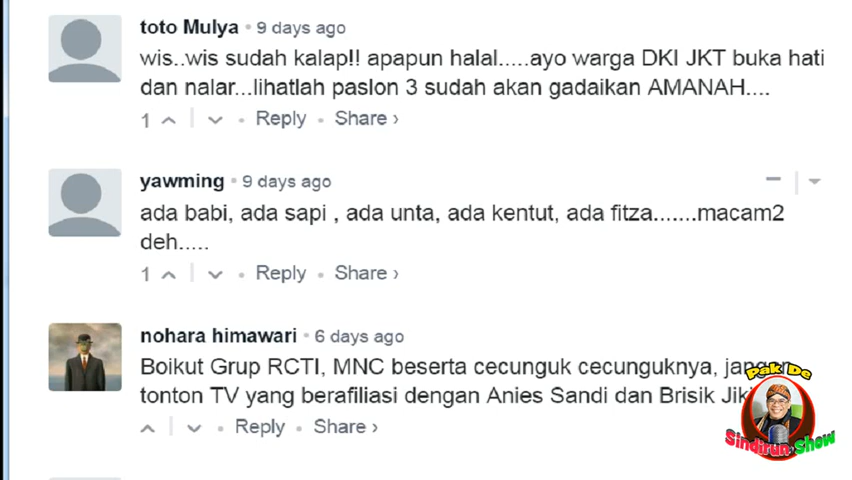 toto Mulya • 9 days ago
wis..wis sudah kalap!! apapun halal.....ayo warga DKI JKT buka hati
dan nalar...lihatlah paslon 3 sudah akan gadaikan AMANAH....
1 Reply • Share ›
yawming • 9 days ago
ada babi, ada sapi , ada unta, ada kentut, ada fitza.......macam2
deh.....
1 Reply • Share ›
nohara himawari • 6 days ago
Boikut Grup RCTI, MNC beserta cecunguk cecunguknya,
tonton TV yang berafiliasi dengan Anies Sandi dan Brisik
Reply • Share ›
Pak De
Sindirun Show